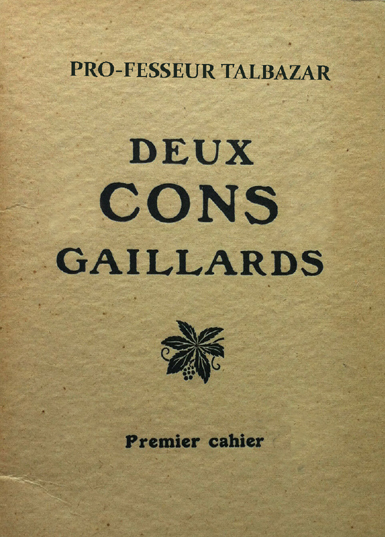 PRO-FESSEUR TALBAZAR
DEUX
CONS
GAILLARDS
Premier cahier